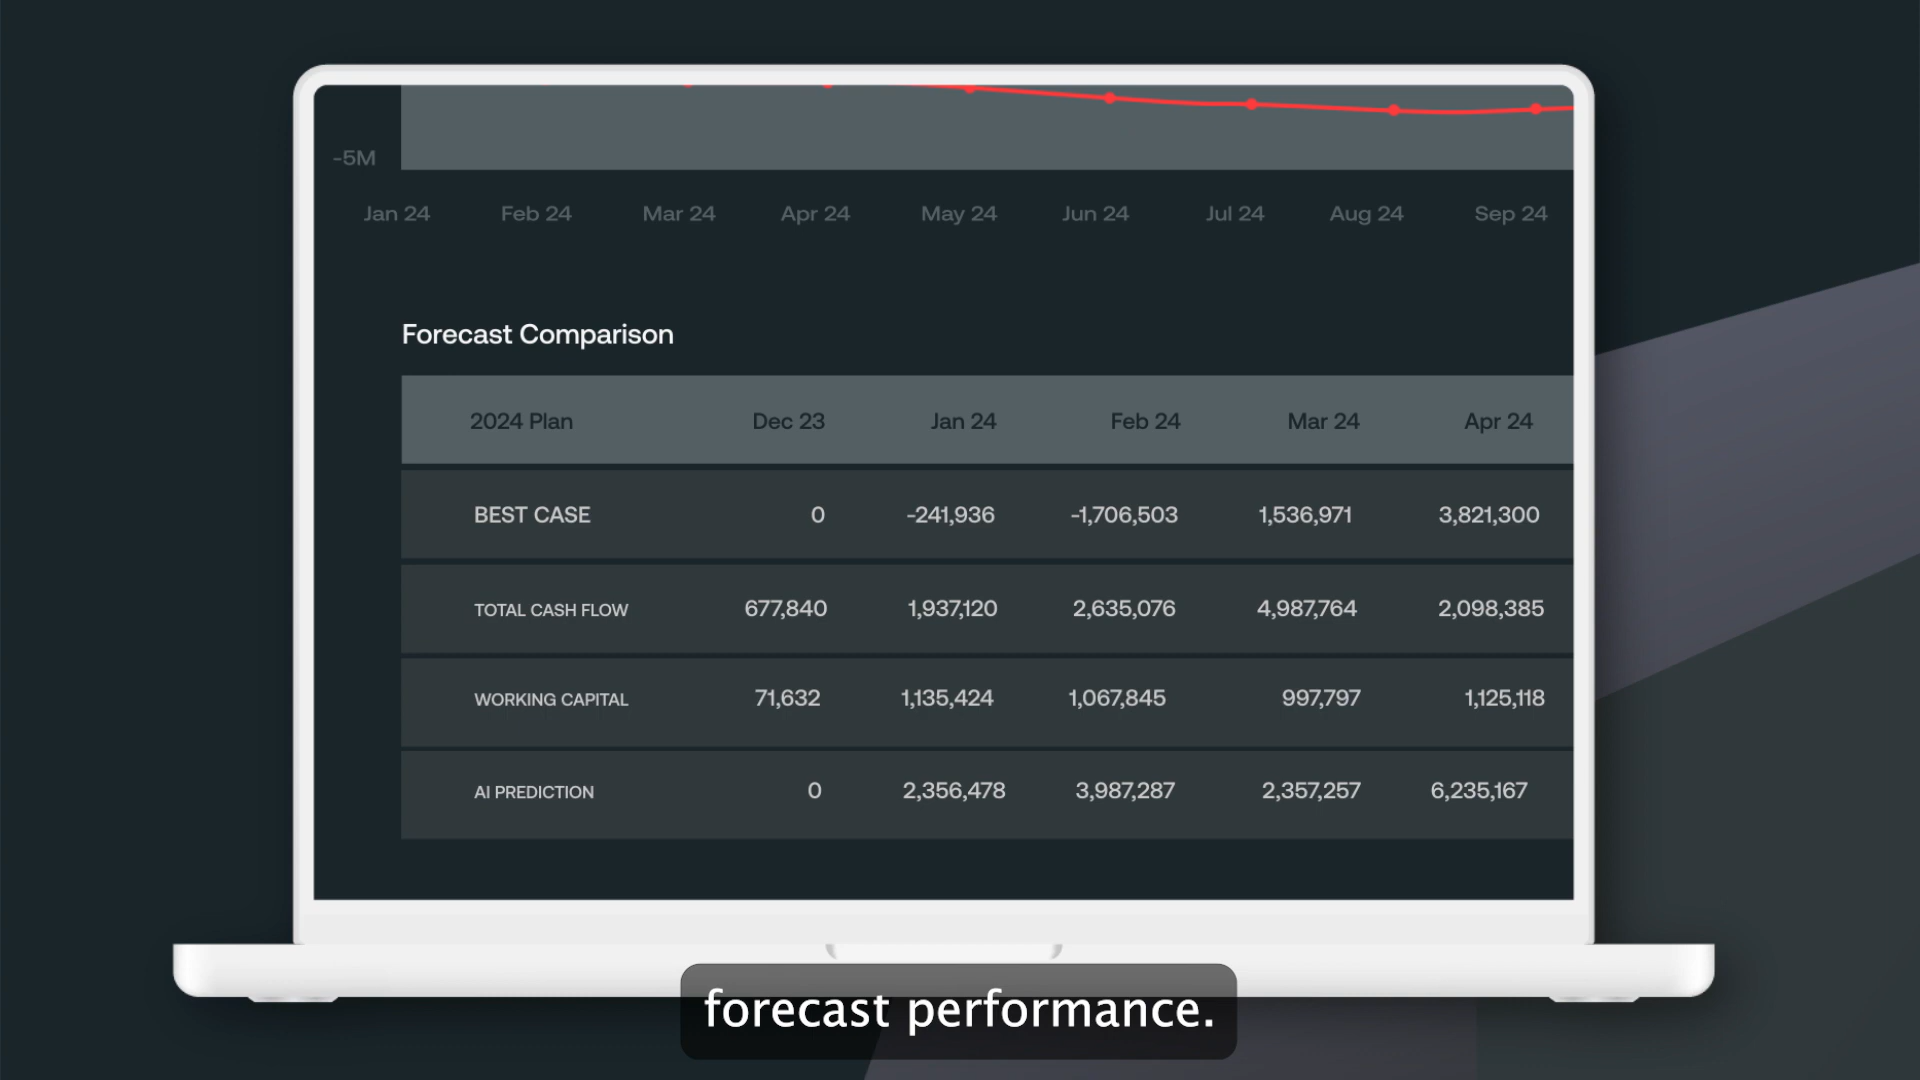 -5M
Jan 24 Feb 24 Mar 24 Apr 24 May 24 Jun 24 Jul 24 Aug 24 Sep 24
Forecast Comparison
2024 Plan Dec 23 Jan 24 Feb 24 Mar 24 Apr 24
BEST CASE 0 -241,936 -1,706,503 1,536,971 3,821,300
TOTAL CASH FLOW 677,840 1,937,120 2,635,076 4,987,764 2,098,385
WORKING CAPITAL 71,632 1,135,424 1,067,845 997,797 1,125,118
AI PREDICTION 0 2,356,478 3,987,287 2,357,257 6,235,167
forecast performance.